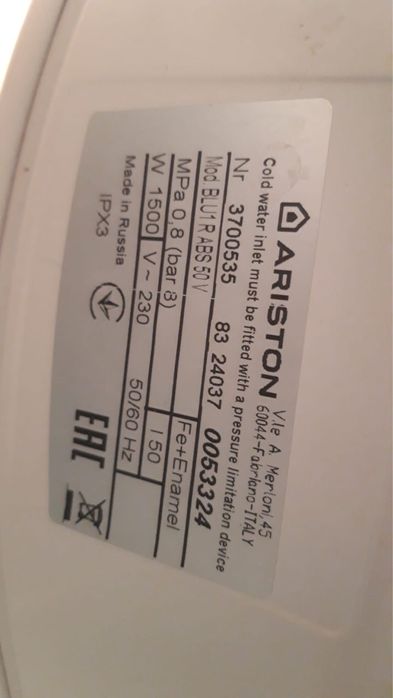 ARISTON
V.le A. Merloni, 45
60044-Fabriano-ITALY
Cold water inlet must be fitted with a pressure limitation device
Nr 3700535 83 24037 0053324
Mod BLU1 R ABS 50 V
MPa 0,8 (bar 8) Fe+Enamel
W 1500 V~ 230 l 50
50/60 Hz
Made in Russia
IPX3
EAC